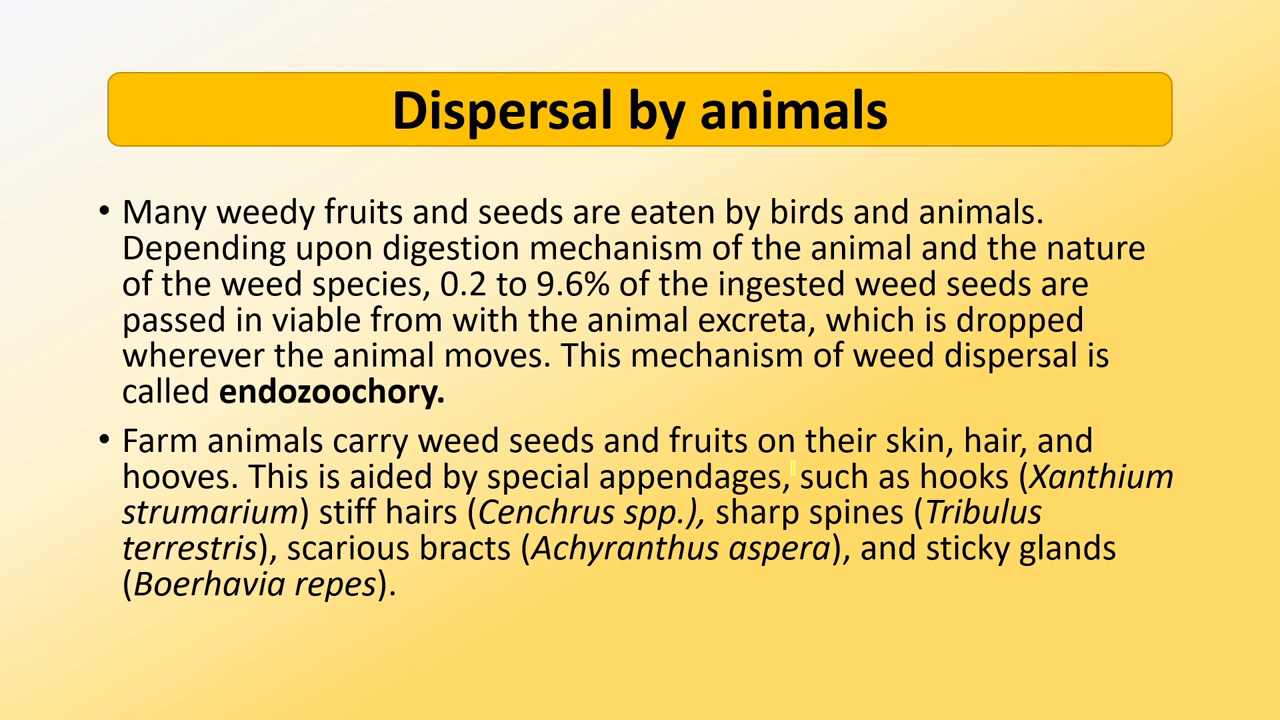 Dispersal by animals
• Many weedy fruits and seeds are eaten by birds and animals.
Depending upon digestion mechanism of the animal and the nature
of the weed species, 0.2 to 9.6% of the ingested weed seeds are
passed in viable from with the animal excreta, which is dropped
wherever the animal moves. This mechanism of weed dispersal is
called endozoochory.
• Farm animals carry weed seeds and fruits on their skin, hair, and
hooves. This is aided by special appendages, such as hooks (Xanthium
strumarium) stiff hairs (Cenchrus spp.), sharp spines (Tribulus
terrestris), scarious bracts (Achyranthus aspera), and sticky glands
(Boerhavia repes).